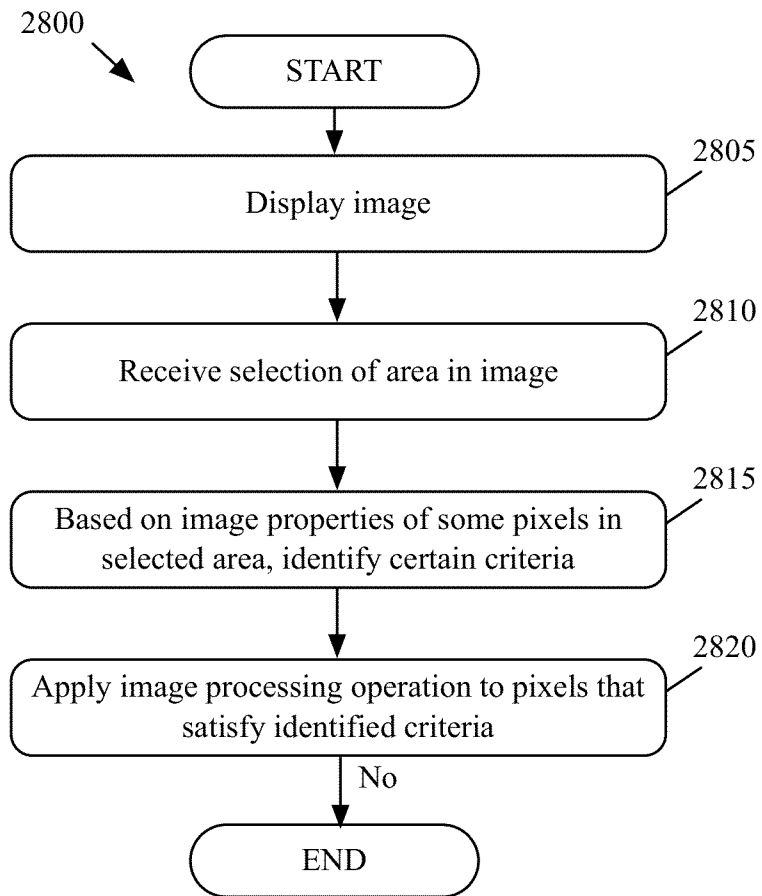 2800
START
2805
Display image
2810
Receive selection of area in image
2815
Based on image properties of some pixels in
selected area, identify certain criteria
2820
Apply image processing operation to pixels that
satisfy identified criteria
No
END